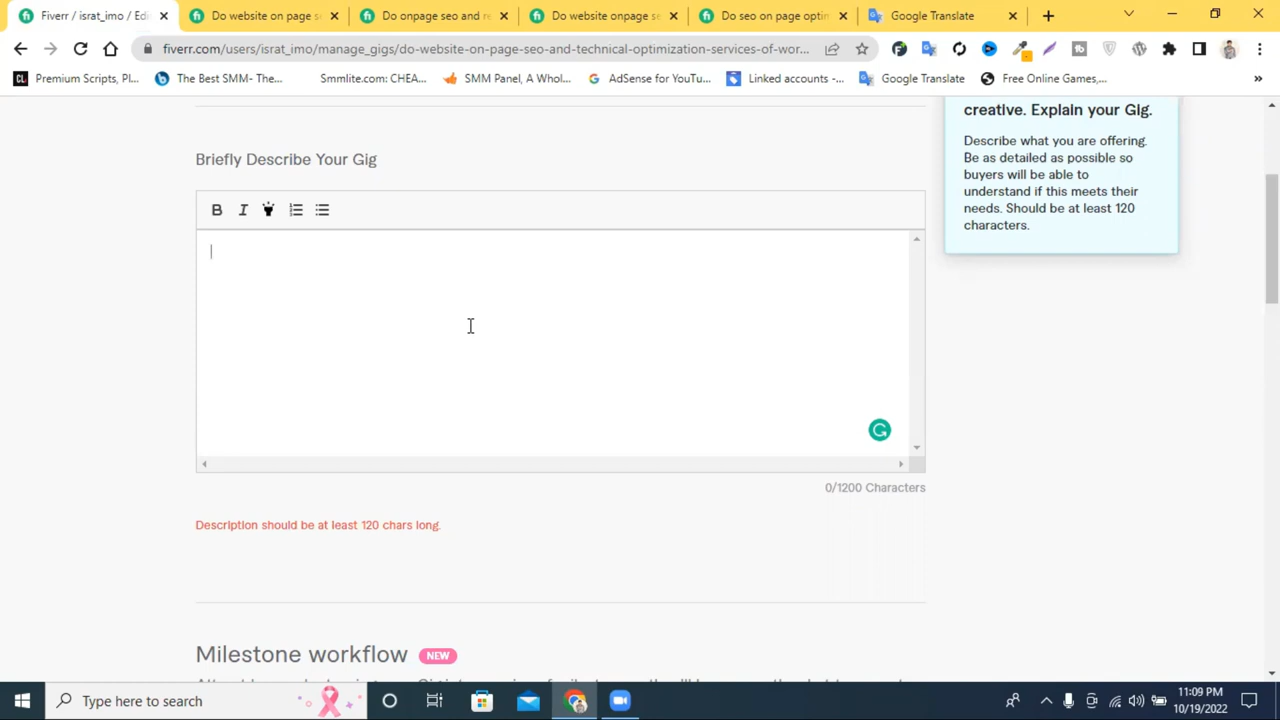 Fiverr / israt_imo / Edi
Do website on page s
Do onpage seo and re
Do website onpage se
Do seo on page optim
Google Translate
fiverr.com/users/israt_imo/manage_gigs/do-website-on-page-seo-and-technical-optimization-services-of-wor...
CL Premium Scripts, Pl...
The Best SMM- The...
Smmlite.com: CHEA...
SMM Panel, A Whol...
AdSense for YouTu...
Linked accounts -...
Google Translate
Free Online Games,...
»
creative. Explain your Gig.
Describe what you are offering.
Be as detailed as possible so
buyers will be able to
understand if this meets their
needs. Should be at least 120
characters.
Briefly Describe Your Gig
B I
0/1200 Characters
Description should be at least 120 chars long.
Milestone workflow NEW
Type here to search
11:09 PM
10/19/2022